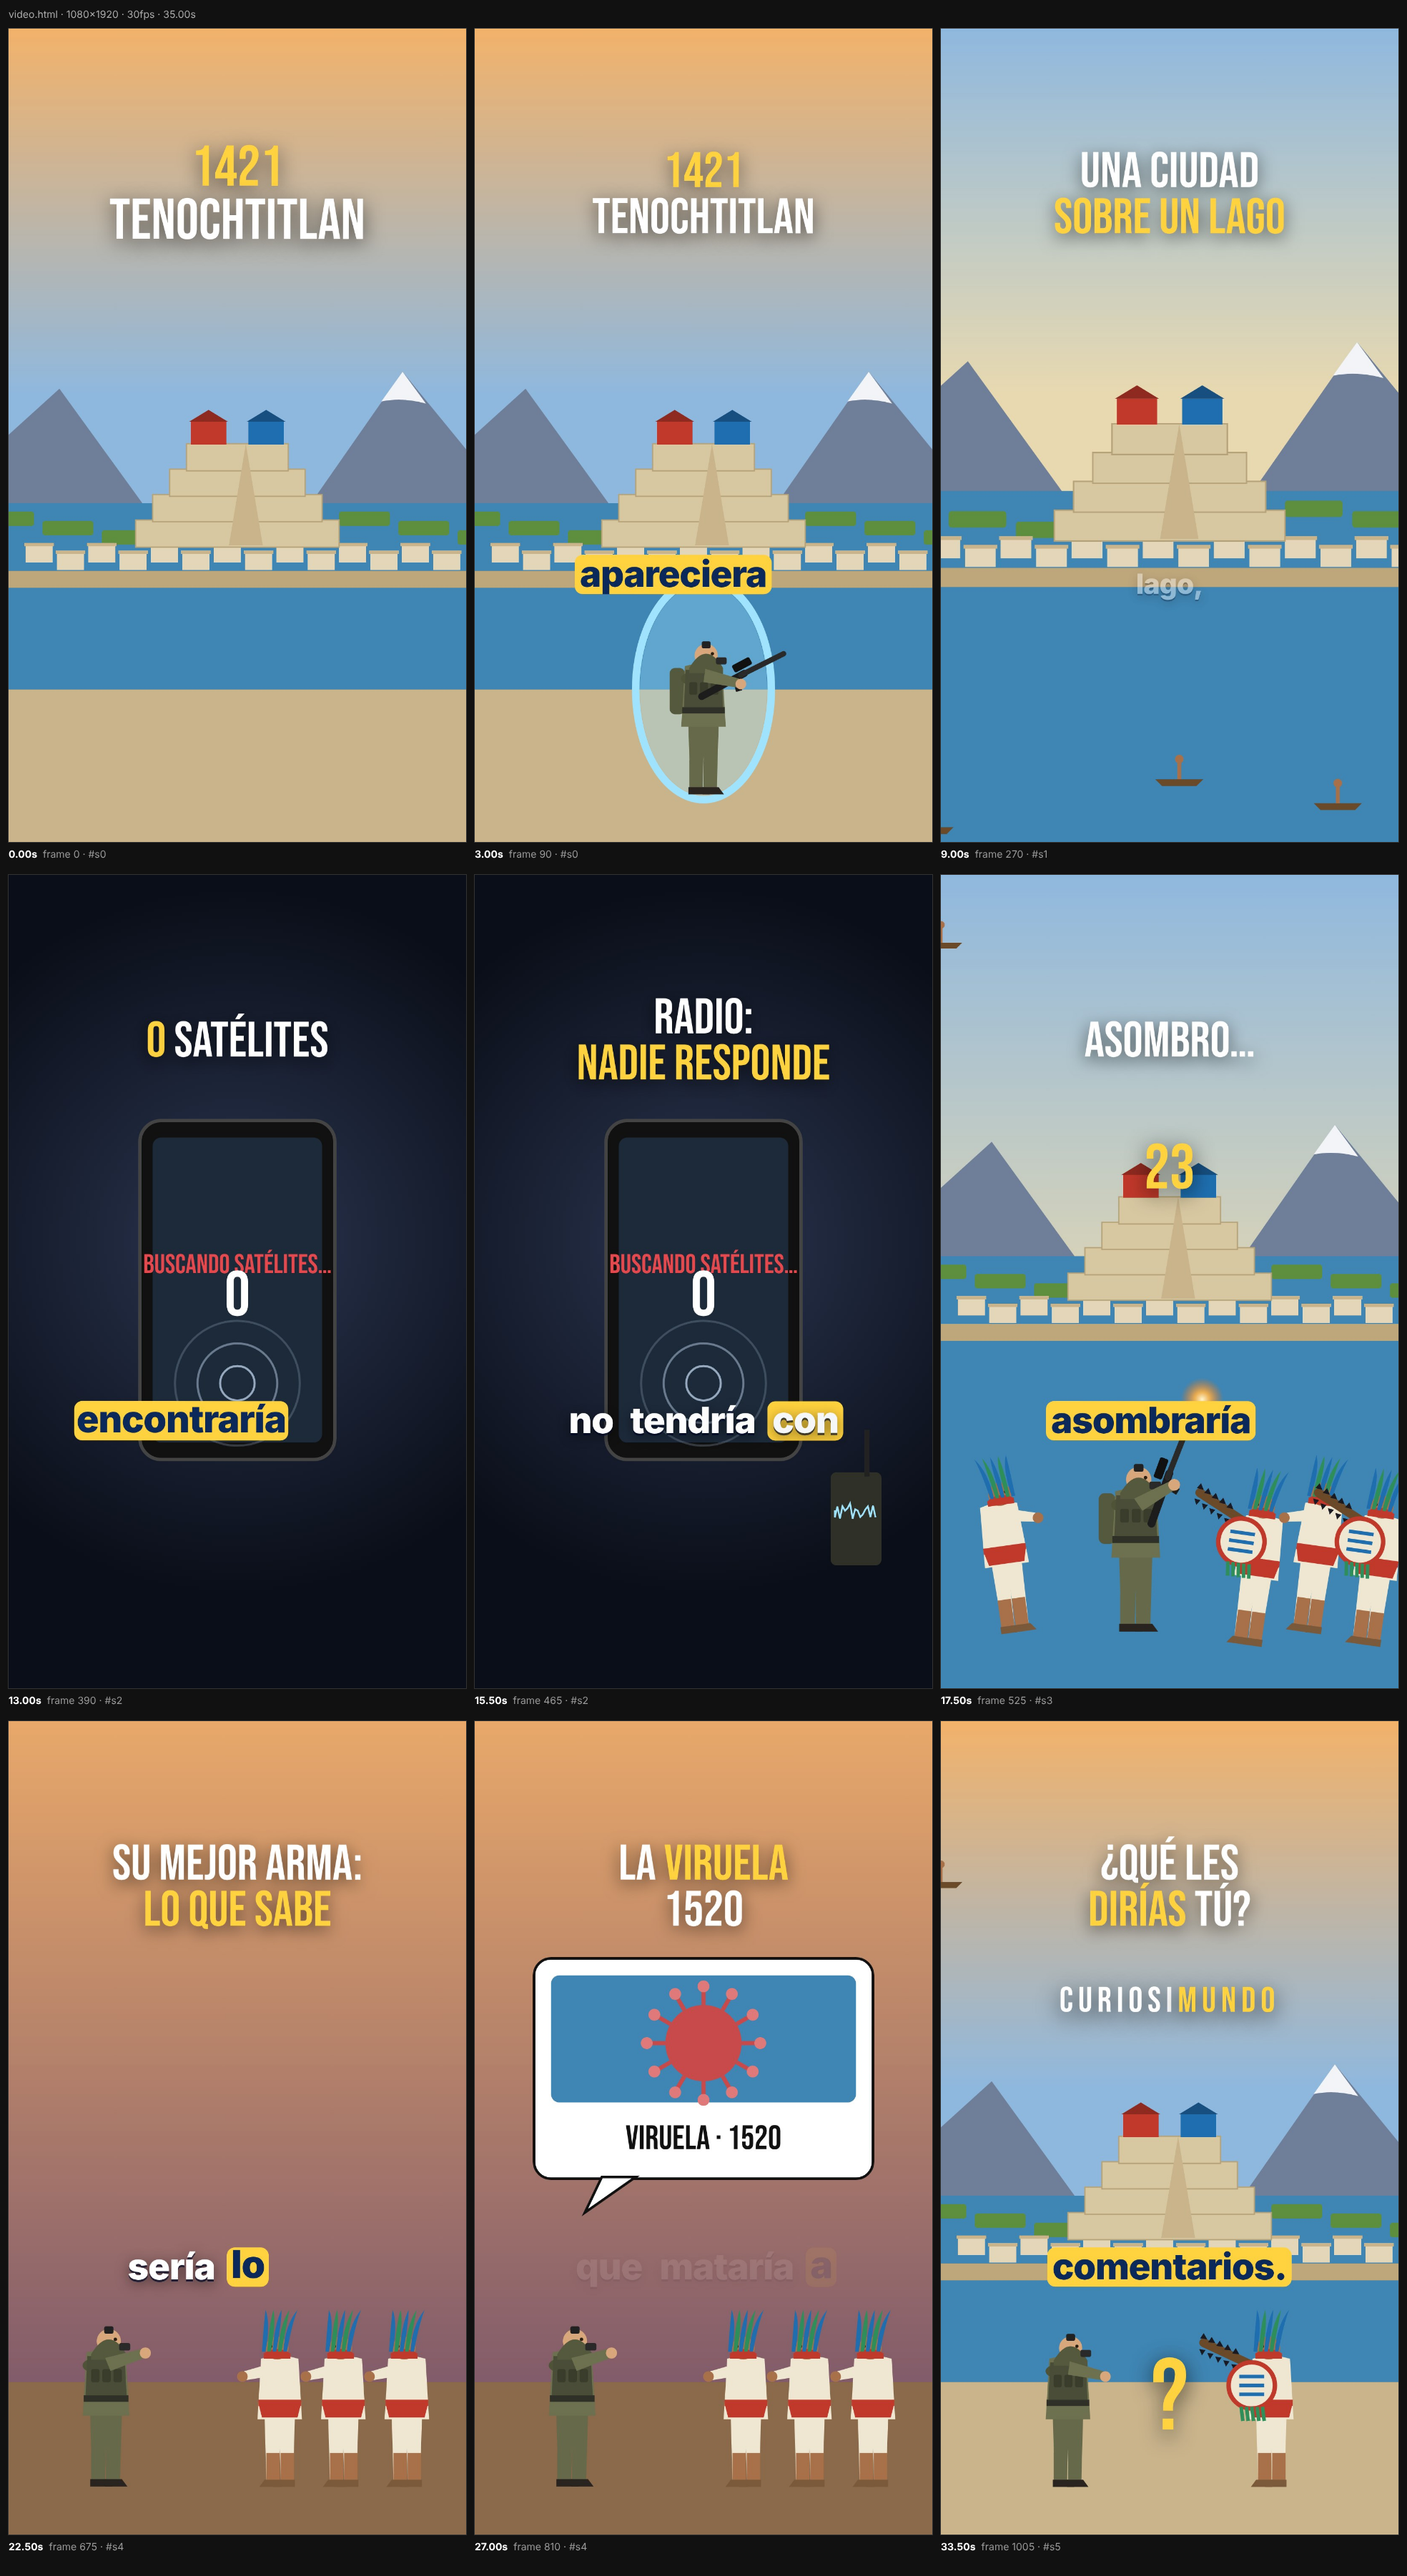 video.html · 1080×1920 · 30fps · 35.00s
1421
TENOCHTITLAN
0.00s frame 0 · #s0
1421
TENOCHTITLAN
apareciera
3.00s frame 90 · #s0
UNA CIUDAD
SOBRE UN LAGO
lago,
9.00s frame 270 · #s1
0 SATÉLITES
BUSCANDO SATÉLITES...
0
encontraría
13.00s frame 390 · #s2
RADIO:
NADIE RESPONDE
BUSCANDO SATÉLITES...
0
no tendría con
15.50s frame 465 · #s2
ASOMBRO...
23
asombraría
17.50s frame 525 · #s3
SU MEJOR ARMA:
LO QUE SABE
sería lo
22.50s frame 675 · #s4
LA VIRUELA
1520
VIRUELA · 1520
que mataría a
27.00s frame 810 · #s4
¿QUÉ LES
DIRÍAS TÚ?
CURIOSIMUNDO
comentarios.
?
33.50s frame 1005 · #s5